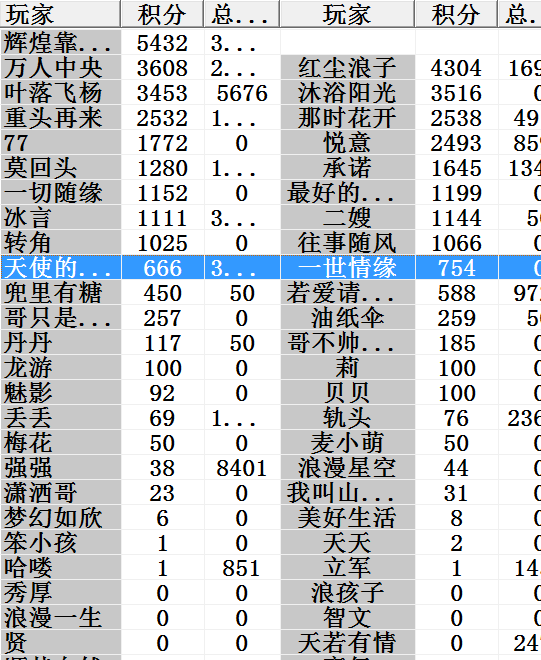 玩家 积分 总... 玩家 积分 总..
辉煌靠... 5432 3...
万人中央 3608 2... 红尘浪子 4304 169
叶落飞杨 3453 5676 沐浴阳光 3516 0
重头再来 2532 1... 那时花开 2538 49
77 1772 0 悦意 2493 859
莫回头 1280 1... 承诺 1645 134
一切随缘 1152 0 最好的... 1199 0
冰言 1111 3... 二嫂 1144 50
转角 1025 0 往事随风 1066 0
天使的... 666 3... 一世情缘 754 0
兜里有糖 450 50 若爱请... 588 972
哥只是... 257 0 油纸伞 259 50
丹丹 117 50 哥不帅... 185 0
龙游 100 0 莉 100 0
魅影 92 0 贝贝 100 0
丢丢 69 1... 轨头 76 236
梅花 50 0 麦小萌 50 0
强强 38 8401 浪漫星空 44 0
潇洒哥 23 0 我叫山... 31 0
梦幻如欣 6 0 美好生活 8 0
笨小孩 1 0 天天 2 0
哈喽 1 851 立军 1 14
秀厚 0 0 浪孩子 0 0
浪漫一生 0 0 智文 0 0
贤 0 0 天若有情 0 24